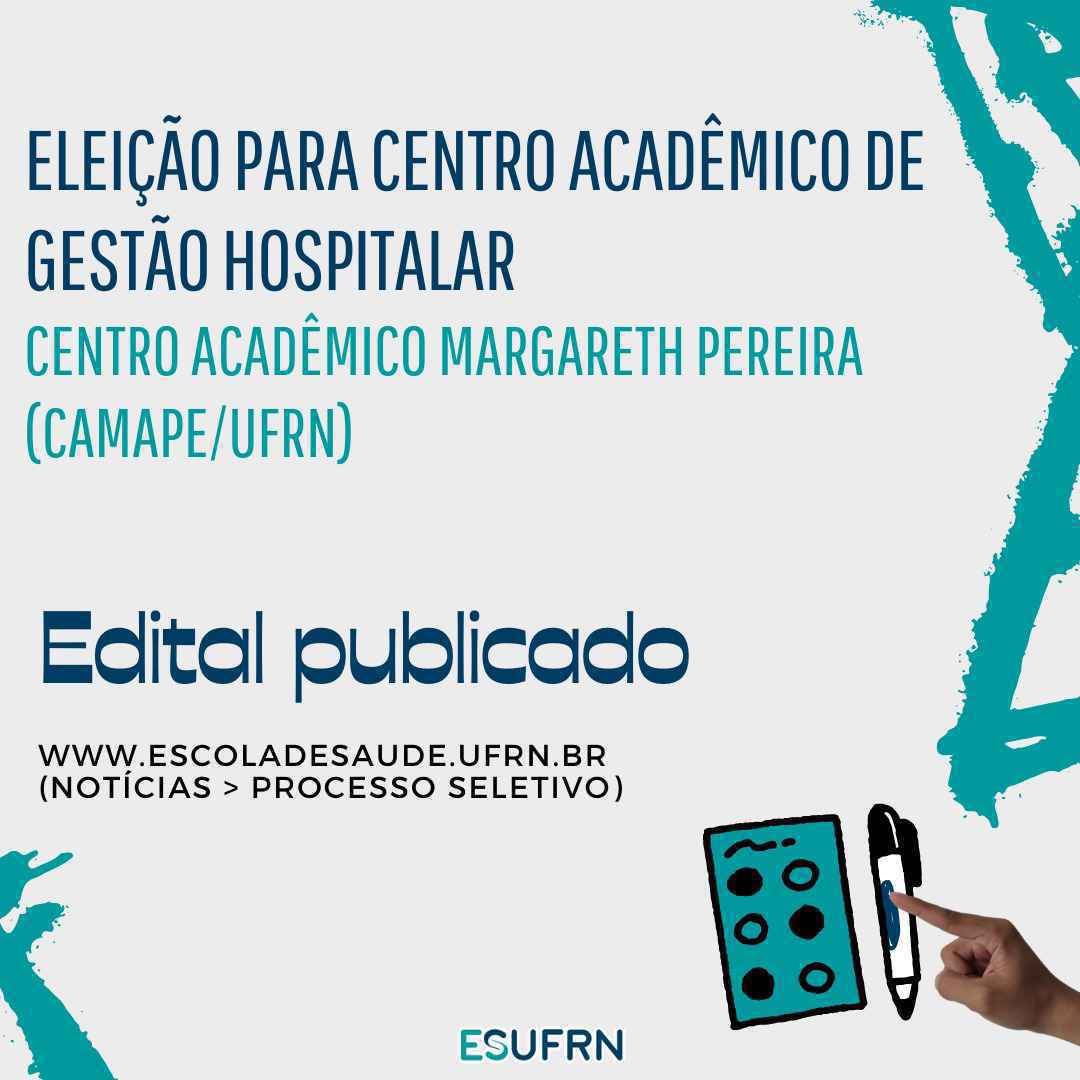 ELEIÇÃO PARA CENTRO ACADÊMICO DE
GESTÃO HOSPITALAR
CENTRO ACADÊMICO MARGARETH PEREIRA
(CAMAPE/UFRN)
Edital publicado
WWW.ESCOLADESAUDE.UFRN.BR
(NOTÍCIAS > PROCESSO SELETIVO)
ESUFRN